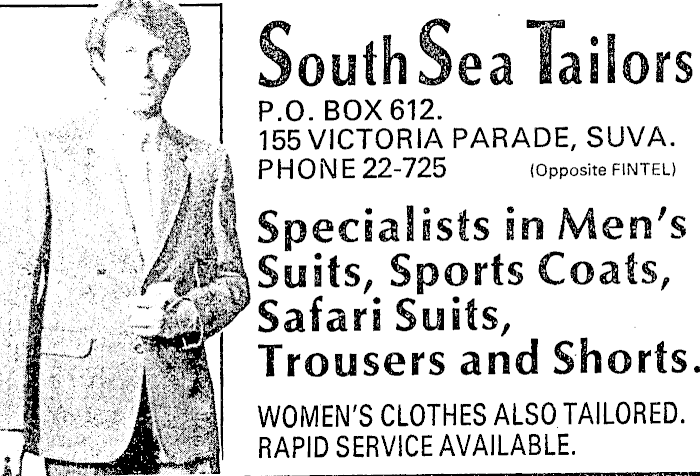 South Sea Tailors
P.O. BOX 612.
155 VICTORIA PARADE, SUVA.
PHONE 22-725 (Opposite FINTEL)
Specialists in Men's
Suits, Sports Coats,
Safari Suits,
Trousers and Shorts.
WOMEN'S CLOTHES ALSO TAILORED.
RAPID SERVICE AVAILABLE.